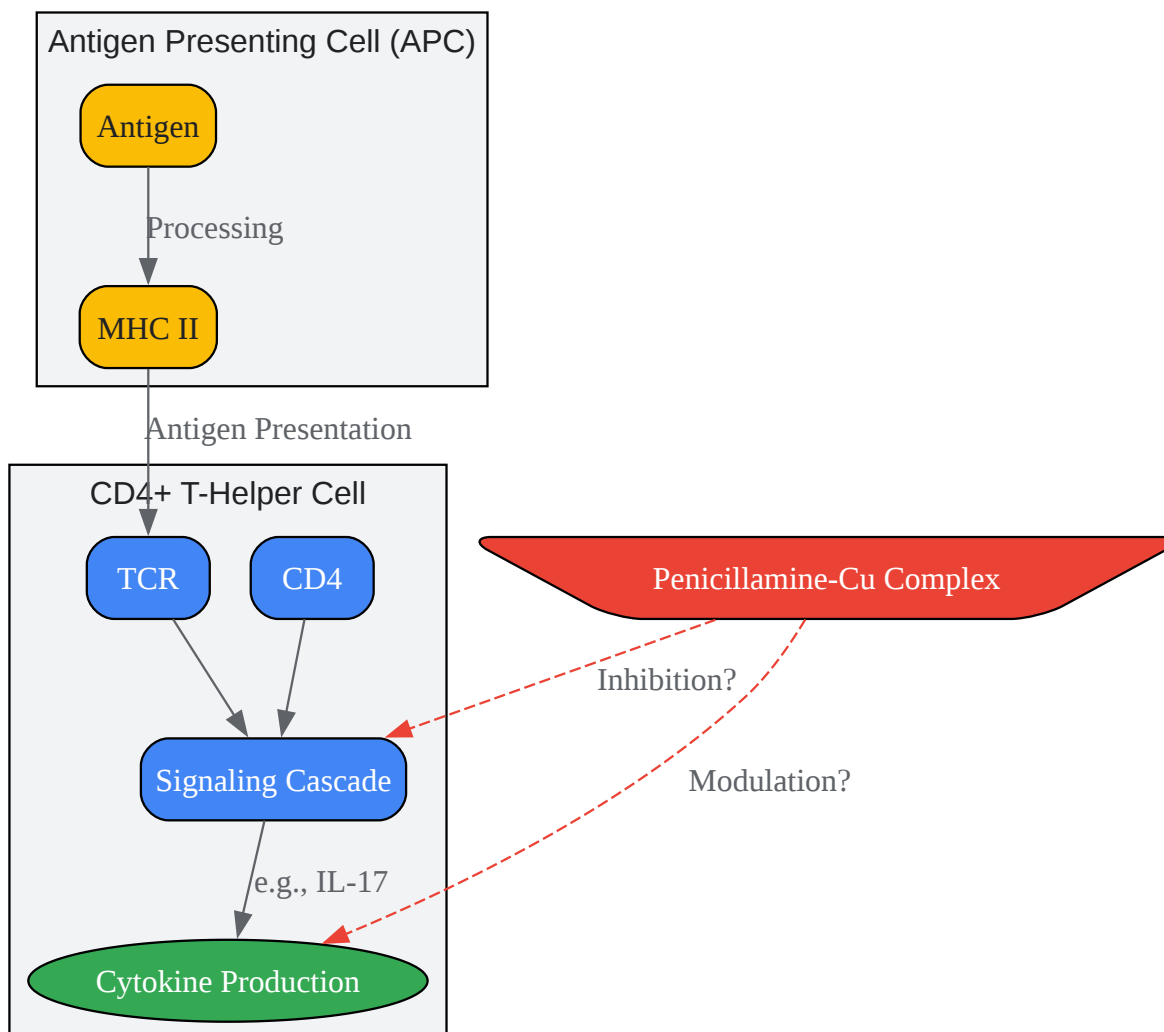 Antigen Presenting Cell (APC)
Antigen
Processing
MHC II
Antigen Presentation
CD4+ T-Helper Cell
TCR
CD4
Penicillamine-Cu Complex
Inhibition?
Signaling Cascade
Modulation?
e.g., IL-17
Cytokine Production